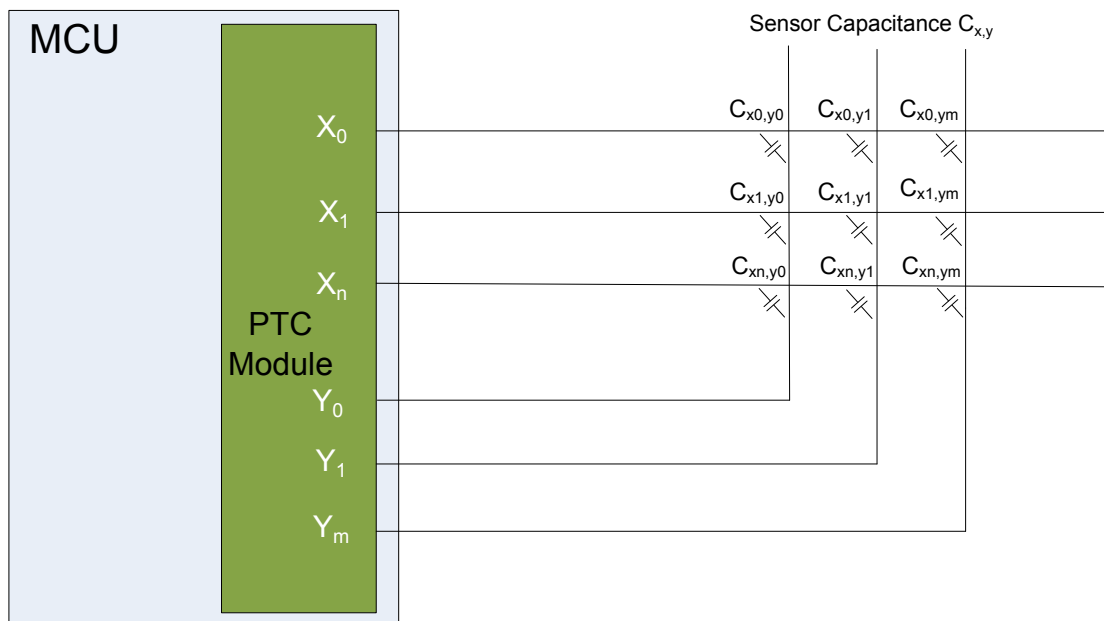 MCU
Sensor Capacitance Cx,y
X0
Cx0,y0 Cx0,y1 Cx0,ym
X1
Cx1,y0 Cx1,y1 Cx1,ym
Xn
Cxn,y0 Cxn,y1 Cxn,ym
PTC
Module
Y0
Y1
Ym